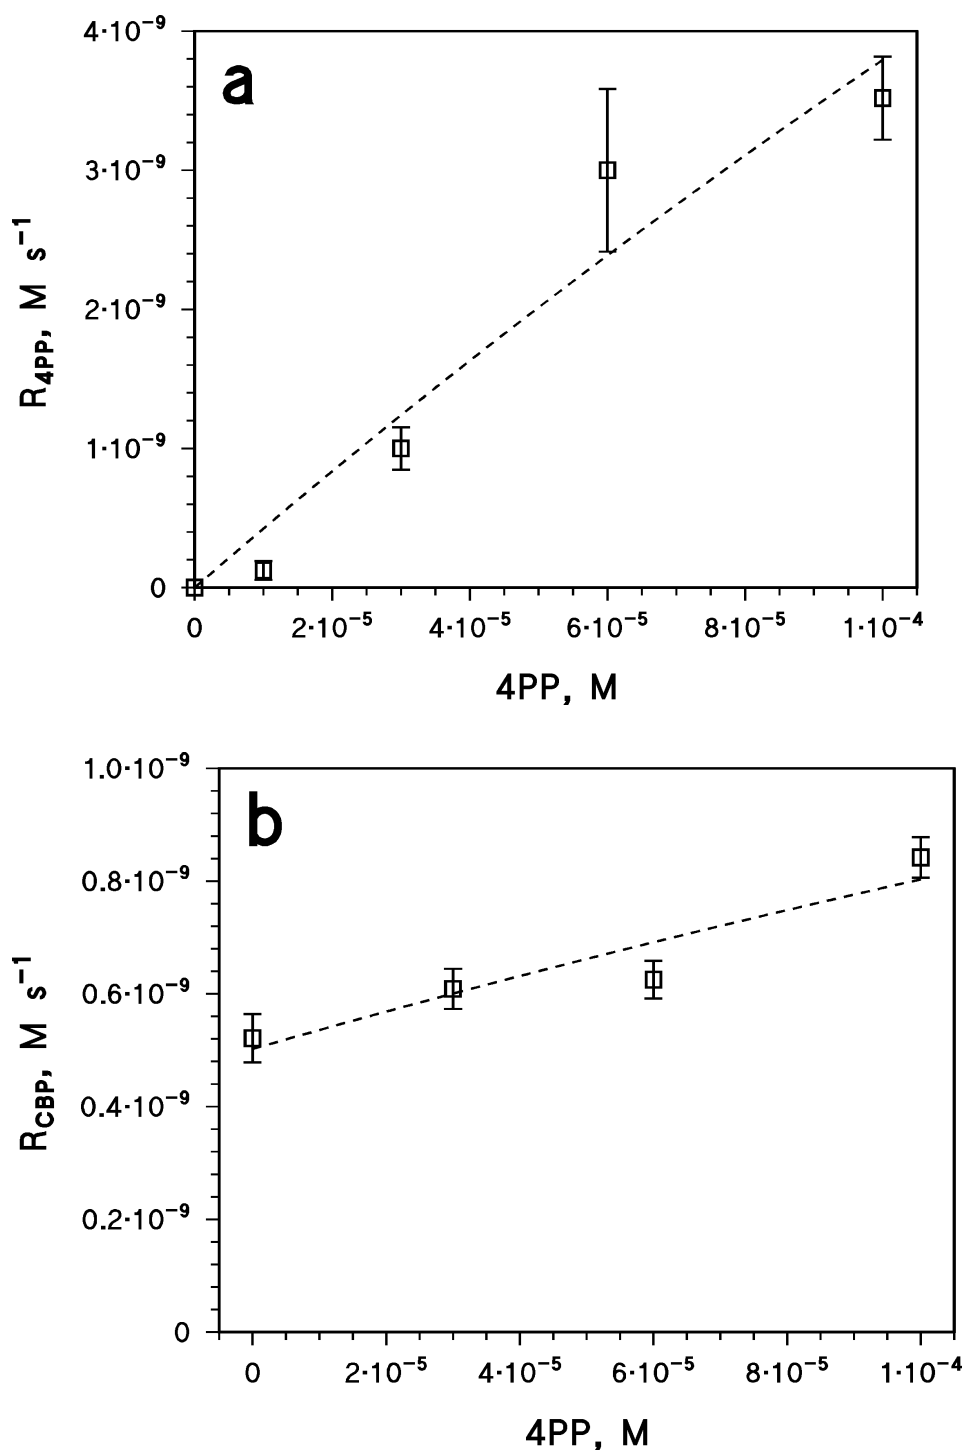 a
4·10⁻⁹
3·10⁻⁹
2·10⁻⁹
1·10⁻⁹
0
R₄PP, M s⁻¹
0 2·10⁻⁵ 4·10⁻⁵ 6·10⁻⁵ 8·10⁻⁵ 1·10⁻⁴
4PP, M
b
1.0·10⁻⁹
0.8·10⁻⁹
0.6·10⁻⁹
0.4·10⁻⁹
0.2·10⁻⁹
0
RCBP, M s⁻¹
0 2·10⁻⁵ 4·10⁻⁵ 6·10⁻⁵ 8·10⁻⁵ 1·10⁻⁴
4PP, M